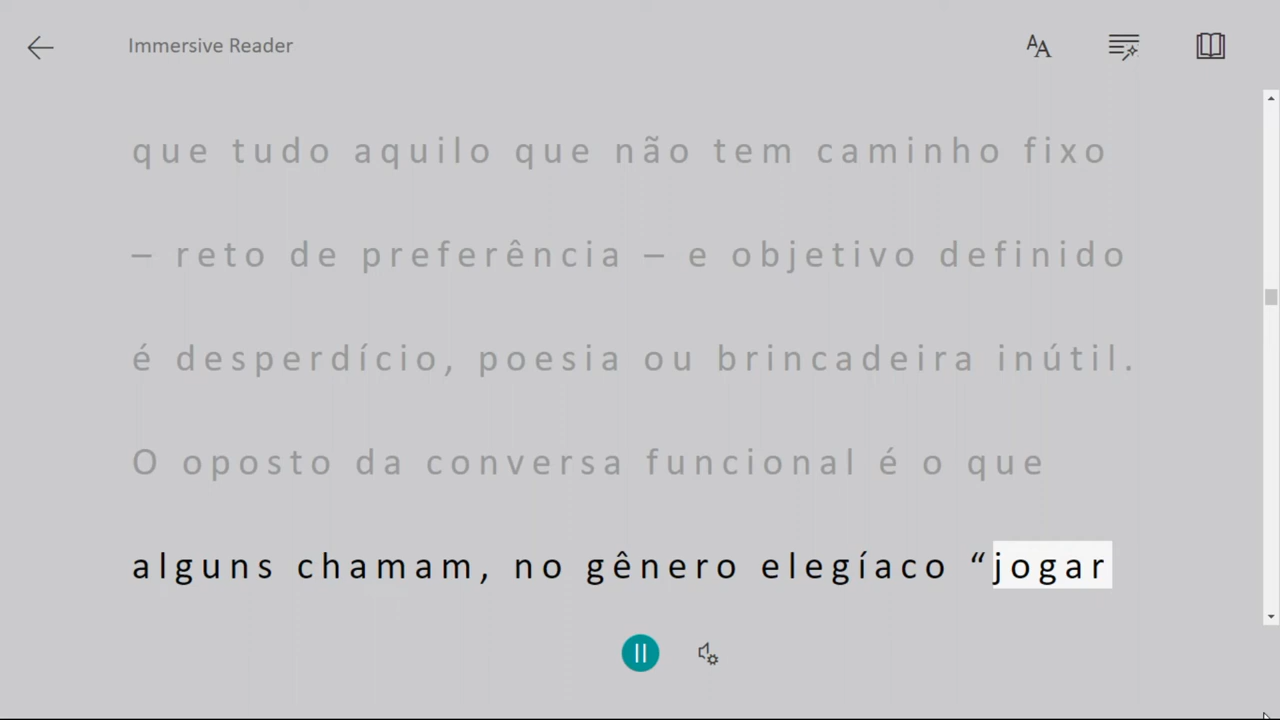 Immersive Reader
que tudo aquilo que não tem caminho fixo
– reto de preferência – e objetivo definido
é desperdício, poesia ou brincadeira inútil.
O oposto da conversa funcional é o que
alguns chamam, no gênero elegíaco “jogar